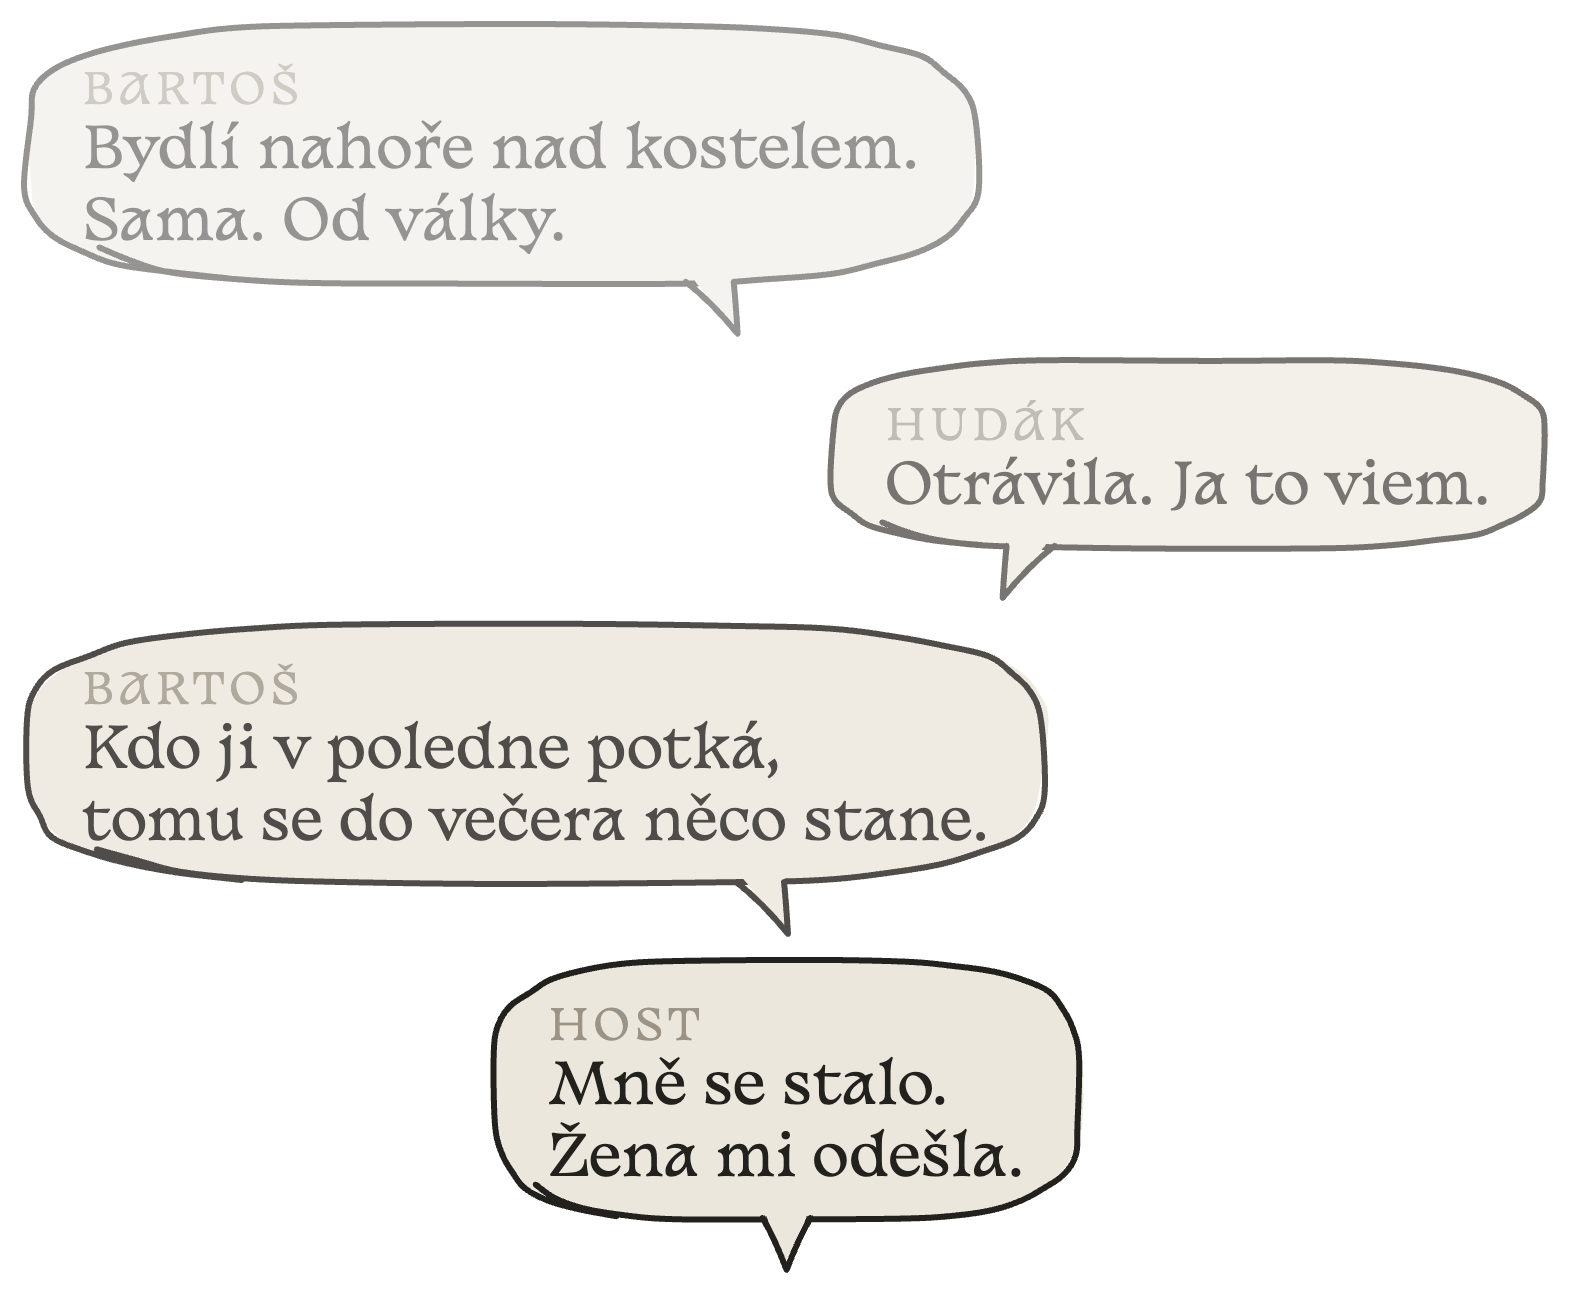 BARTOŠ
Bydlí nahoře nad kostelem.
Sama. Od války.
HUDÁK
Otrávila. Ja to viem.
BARTOŠ
Kdo ji v poledne potká,
tomu se do večera něco stane.
HOST
Mně se stalo.
Žena mi odešla.